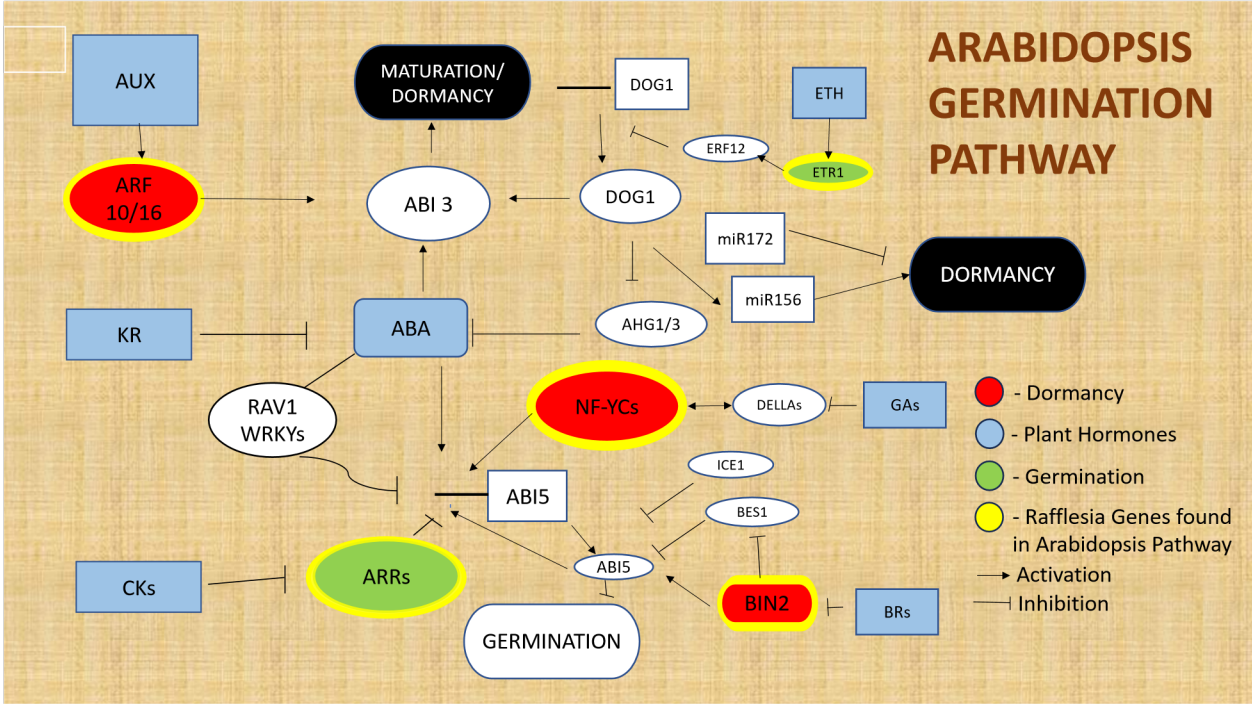 ARABIDOPSIS
GERMINATION
PATHWAY
AUX
MATURATION/
DORMANCY
DOG1
ETH
ERF12
ETR1
ARF
10/16
ABI 3
DOG1
miR172
DORMANCY
miR156
KR
ABA
AHG1/3
RAV1
WRKYs
NF-YCs
DELLAs
GAs
- Dormancy
- Plant Hormones
- Germination
- Rafflesia Genes found
in Arabidopsis Pathway
Activation
Inhibition
ICE1
ABI5
BES1
CKs
ARRs
ABI5
BIN2
BRs
GERMINATION